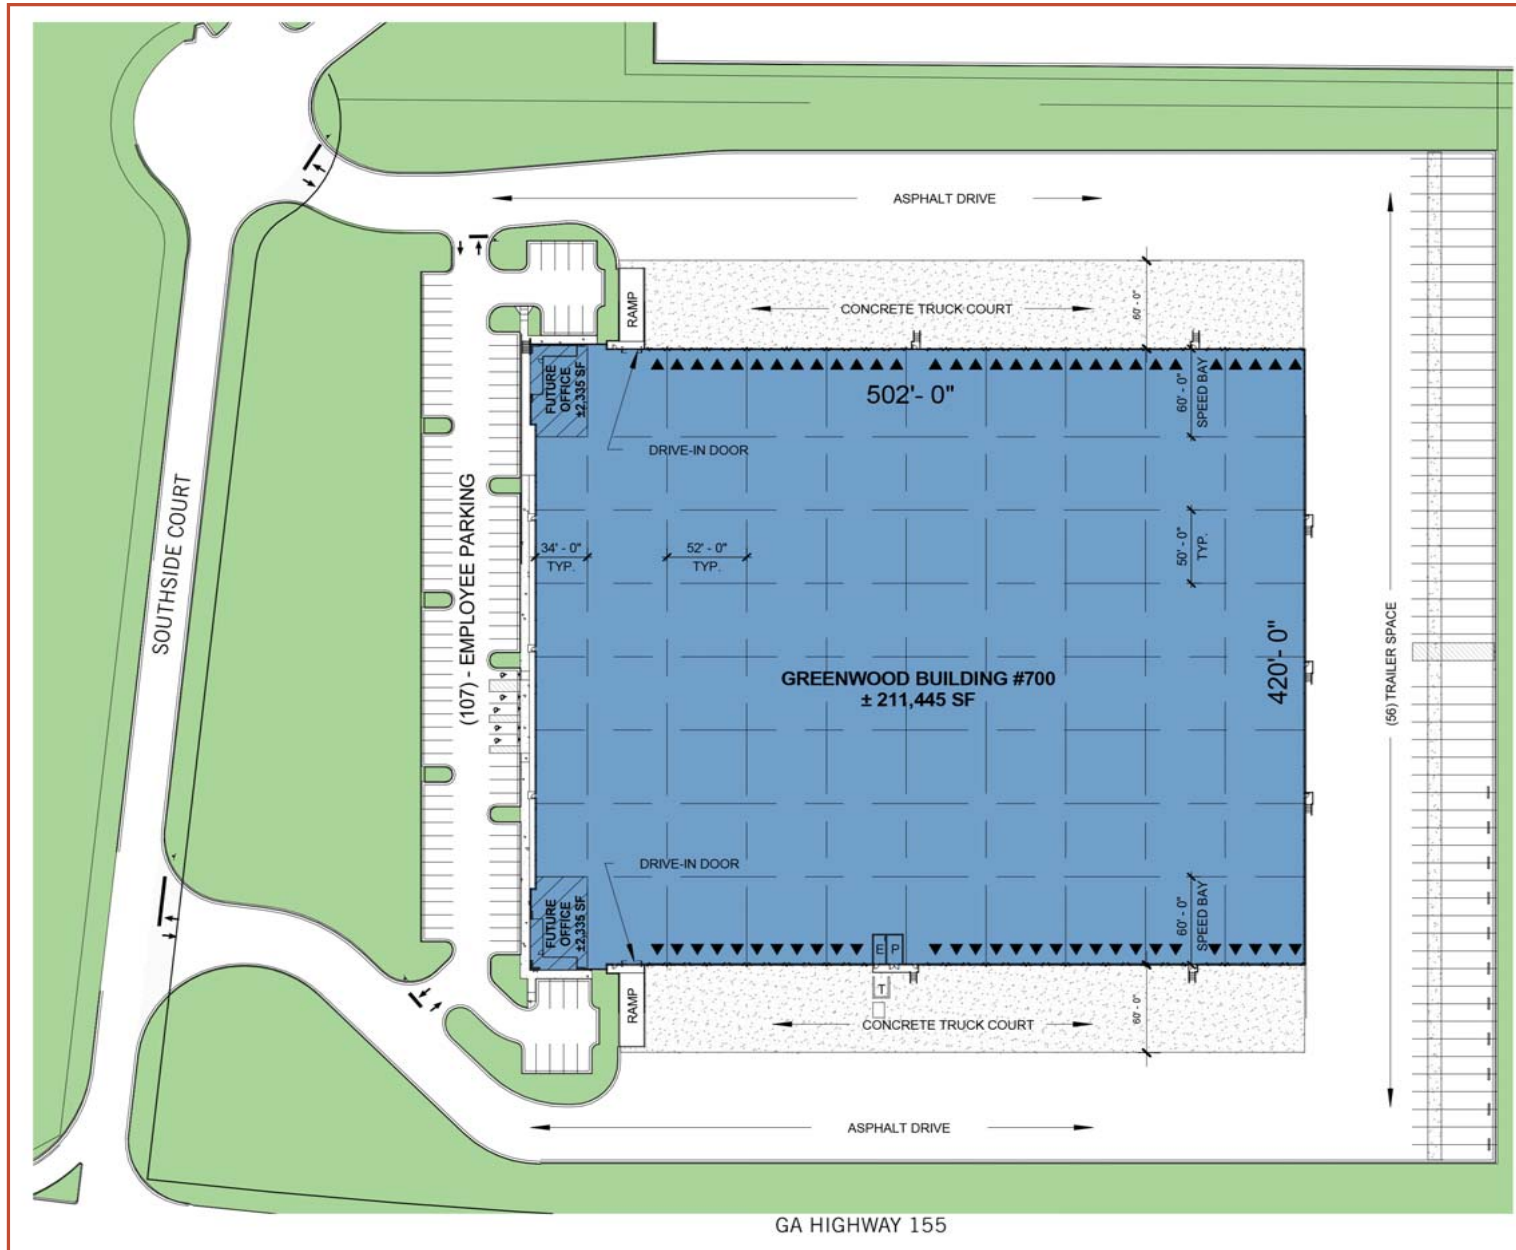 ASPHALT DRIVE
RAMP
CONCRETE TRUCK COURT
60' - 0"
FUTURE
OFFICE
±2,335 SF
502'- 0"
60' - 0"
SPEED BAY
DRIVE-IN DOOR
SOUTHSIDE COURT
(107) - EMPLOYEE PARKING
34' - 0"
TYP.
52' - 0"
TYP.
50' - 0"
TYP.
GREENWOOD BUILDING #700
± 211,445 SF
420'- 0"
(56) TRAILER SPACE
DRIVE-IN DOOR
FUTURE
OFFICE
±2,335 SF
60' - 0"
SPEED BAY
E P
T
RAMP
CONCRETE TRUCK COURT
60' - 0"
ASPHALT DRIVE
GA HIGHWAY 155